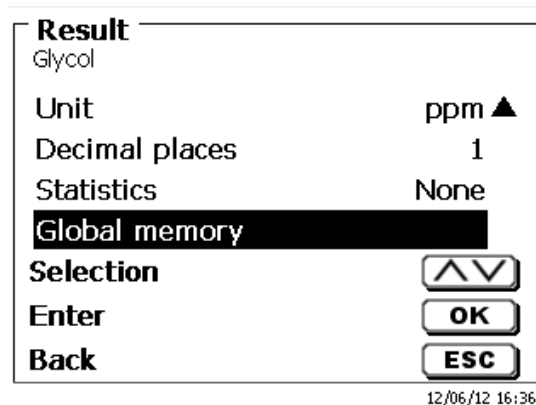 Result
Glycol
Unit ppm ▲
Decimal places 1
Statistics None
Global memory
Selection
Enter OK
Back ESC
12/06/12 16:36